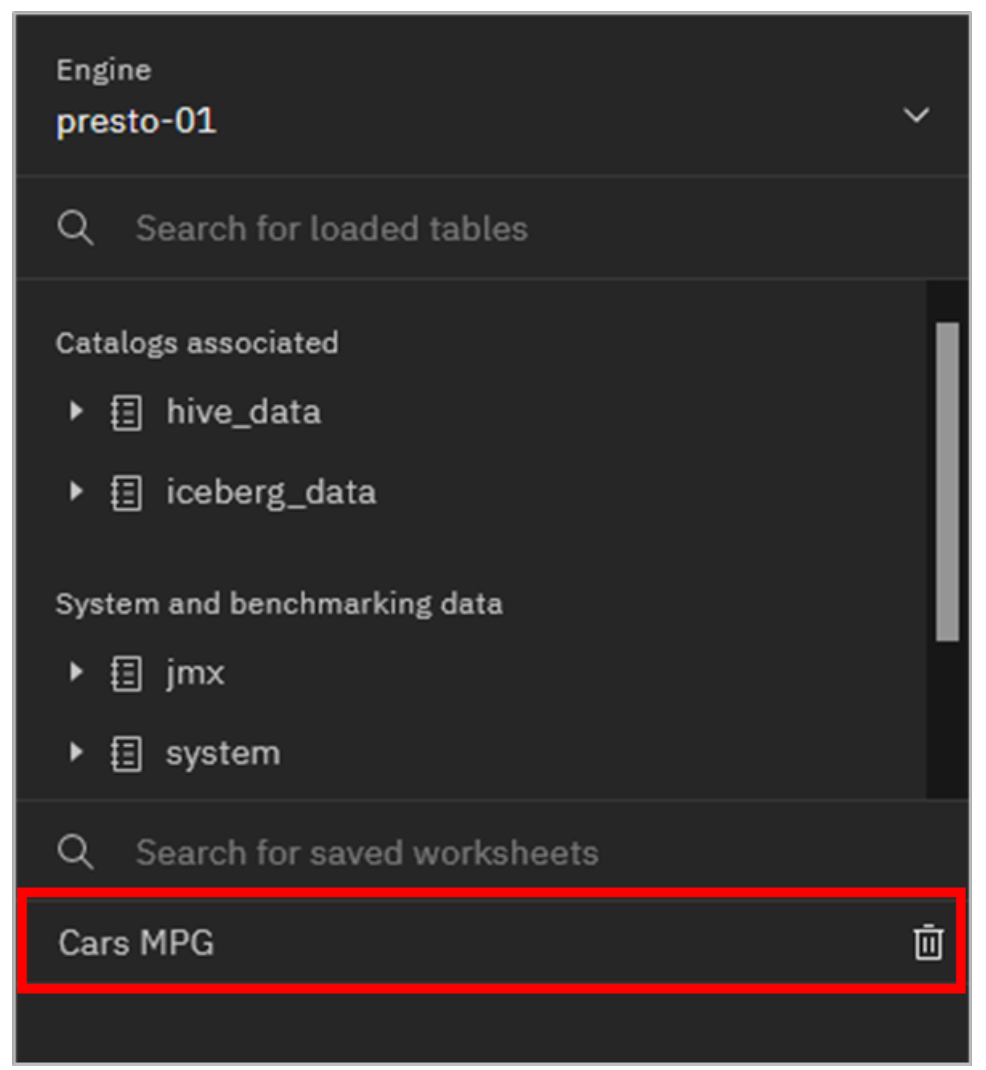 Engine
presto-01
Search for loaded tables
Catalogs associated
hive_data
iceberg_data
System and benchmarking data
jmx
system
Search for saved worksheets
Cars MPG